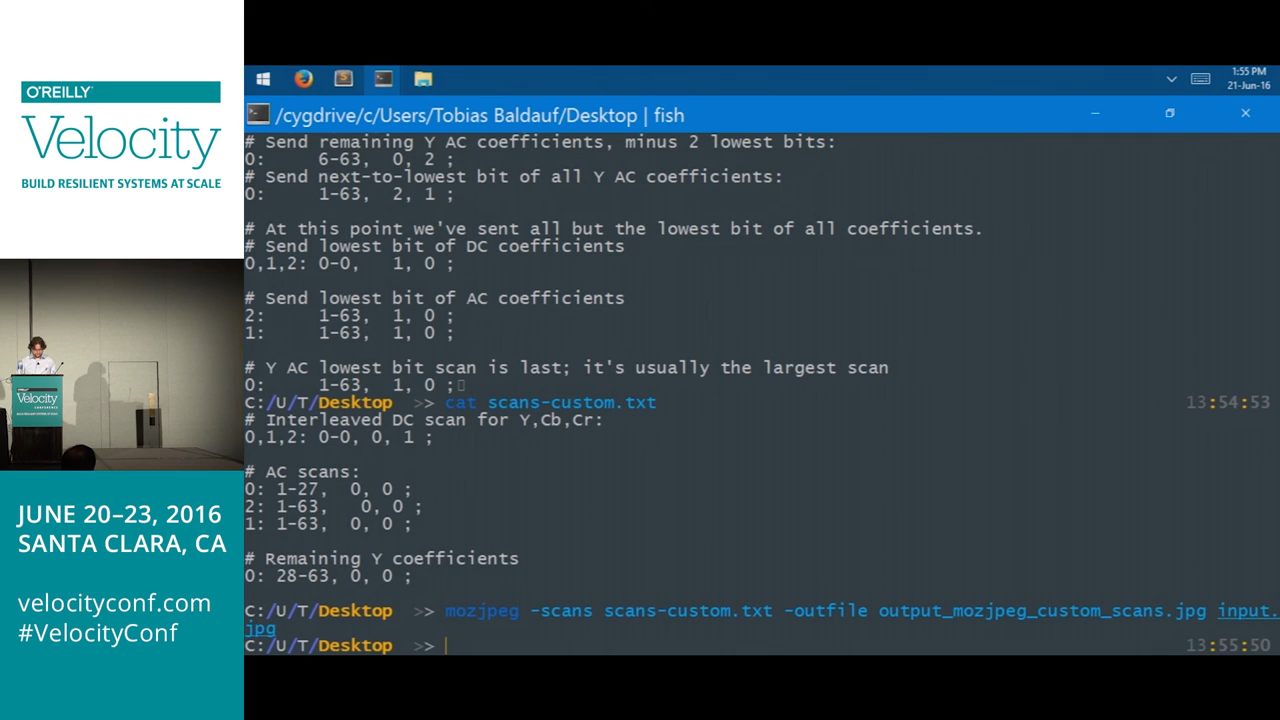 O'REILLY
Velocity
BUILD RESILIENT SYSTEMS AT SCALE
Velocity
JUNE 20–23, 2016
SANTA CLARA, CA
velocityconf.com
#VelocityConf
1:55 PM
21-Jun-16
/cygdrive/c/Users/Tobias Baldauf/Desktop | fish
# Send remaining Y AC coefficients, minus 2 lowest bits:
0: 6-63, 0, 2 ;
# Send next-to-lowest bit of all Y AC coefficients:
0: 1-63, 2, 1 ;
# At this point we've sent all but the lowest bit of all coefficients.
# Send lowest bit of DC coefficients
0,1,2: 0-0, 1, 0 ;
# Send lowest bit of AC coefficients
2: 1-63, 1, 0 ;
1: 1-63, 1, 0 ;
# Y AC lowest bit scan is last; it's usually the largest scan
0: 1-63, 1, 0 ;
C:/U/T/Desktop >> cat scans-custom.txt 13:54:53
# Interleaved DC scan for Y,Cb,Cr:
0,1,2: 0-0, 0, 1 ;
# AC scans:
0: 1-27, 0, 0 ;
2: 1-63, 0, 0 ;
1: 1-63, 0, 0 ;
# Remaining Y coefficients
0: 28-63, 0, 0 ;
C:/U/T/Desktop >> mozjpeg -scans scans-custom.txt -outfile output_mozjpeg_custom_scans.jpg input.
jpg
C:/U/T/Desktop >> 13:55:50